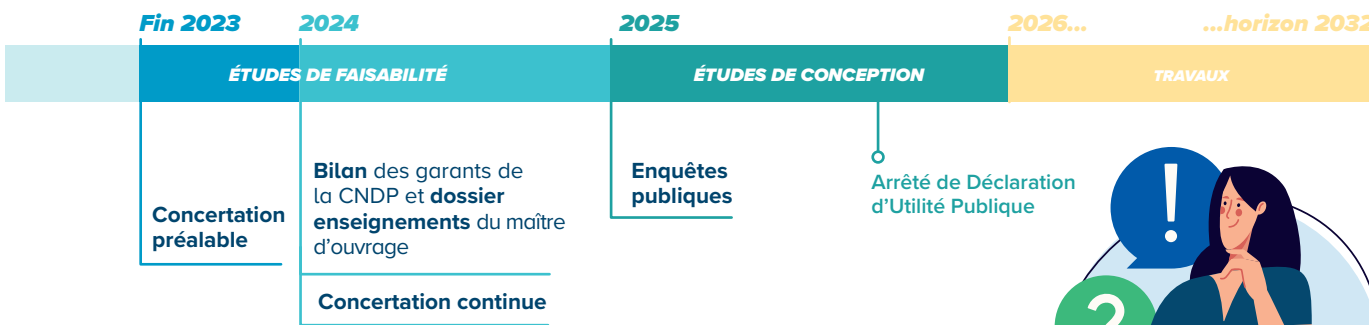 Fin 2023
2024
2025
2026...
...horizon 2032
ÉTUDES DE FAISABILITÉ
ÉTUDES DE CONCEPTION
TRAVAUX
Concertation
préalable
Bilan des garants de
la CNDP et dossier
enseignements du maître
d'ouvrage
Concertation continue
Enquêtes
publiques
Arrêté de Déclaration
d'Utilité Publique
!
?